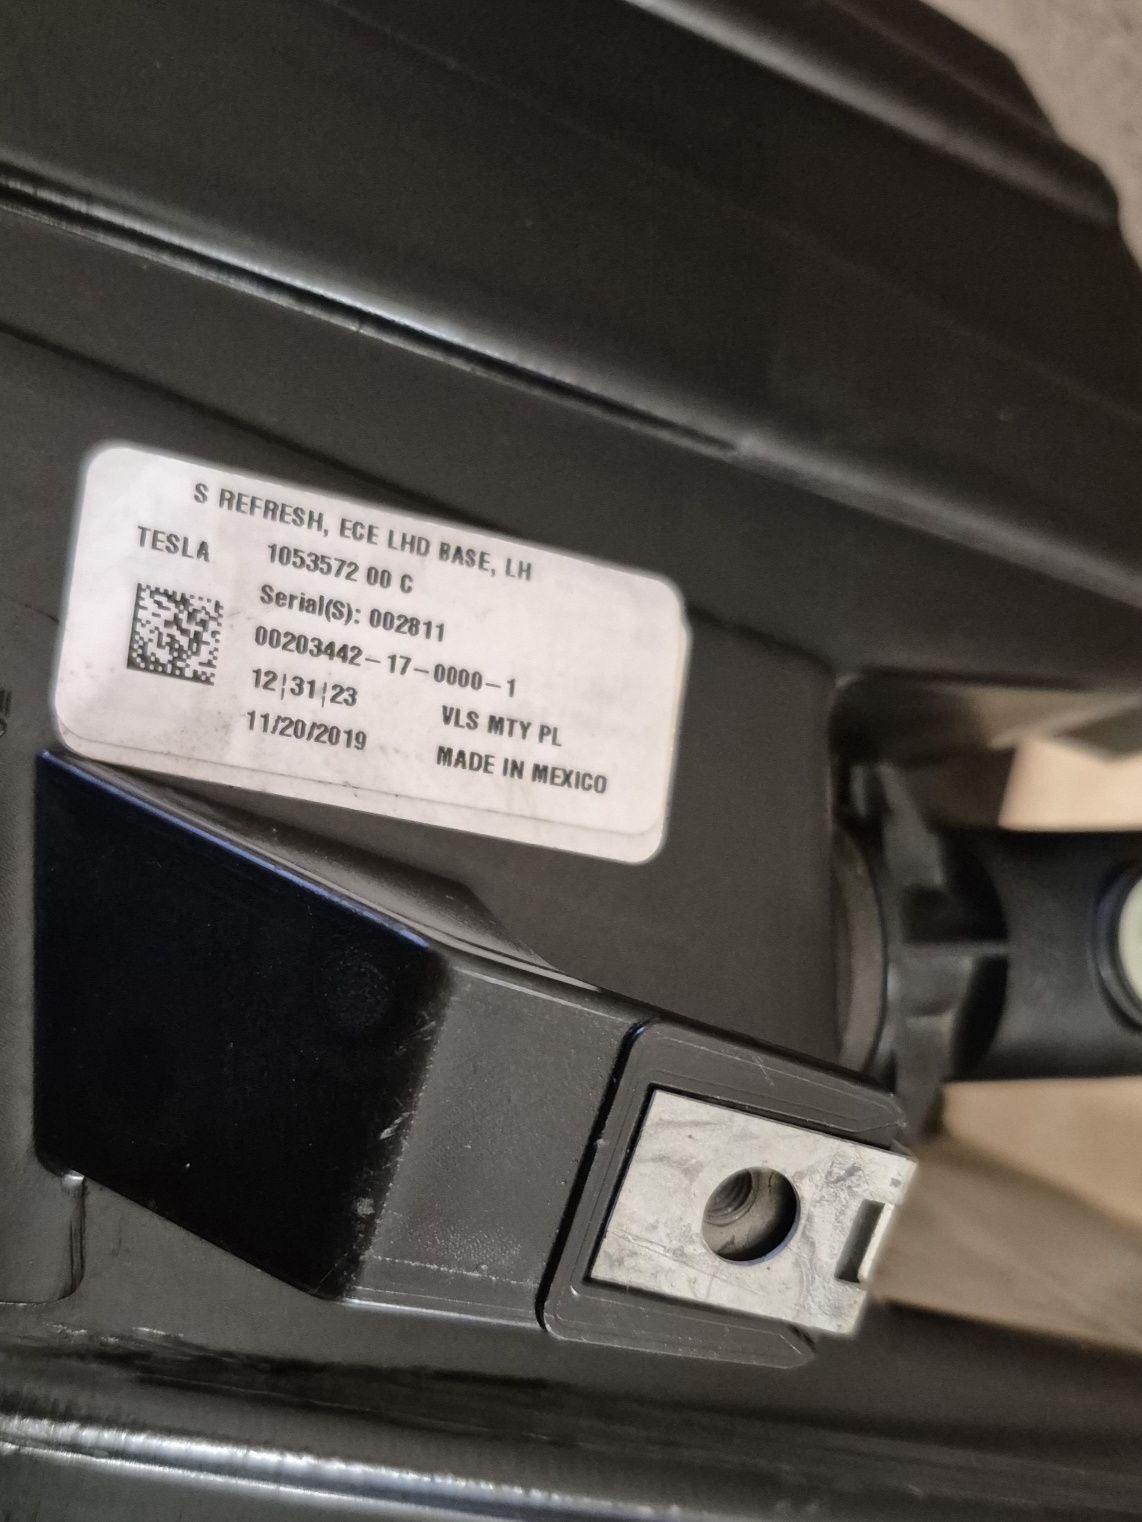 S REFRESH, ECE LHD BASE, LH
TESLA 1053572 00 C
Serial(S): 002811
00203442-17-0000-1
12¦31¦23 VLS MTY PL
11/20/2019 MADE IN MEXICO